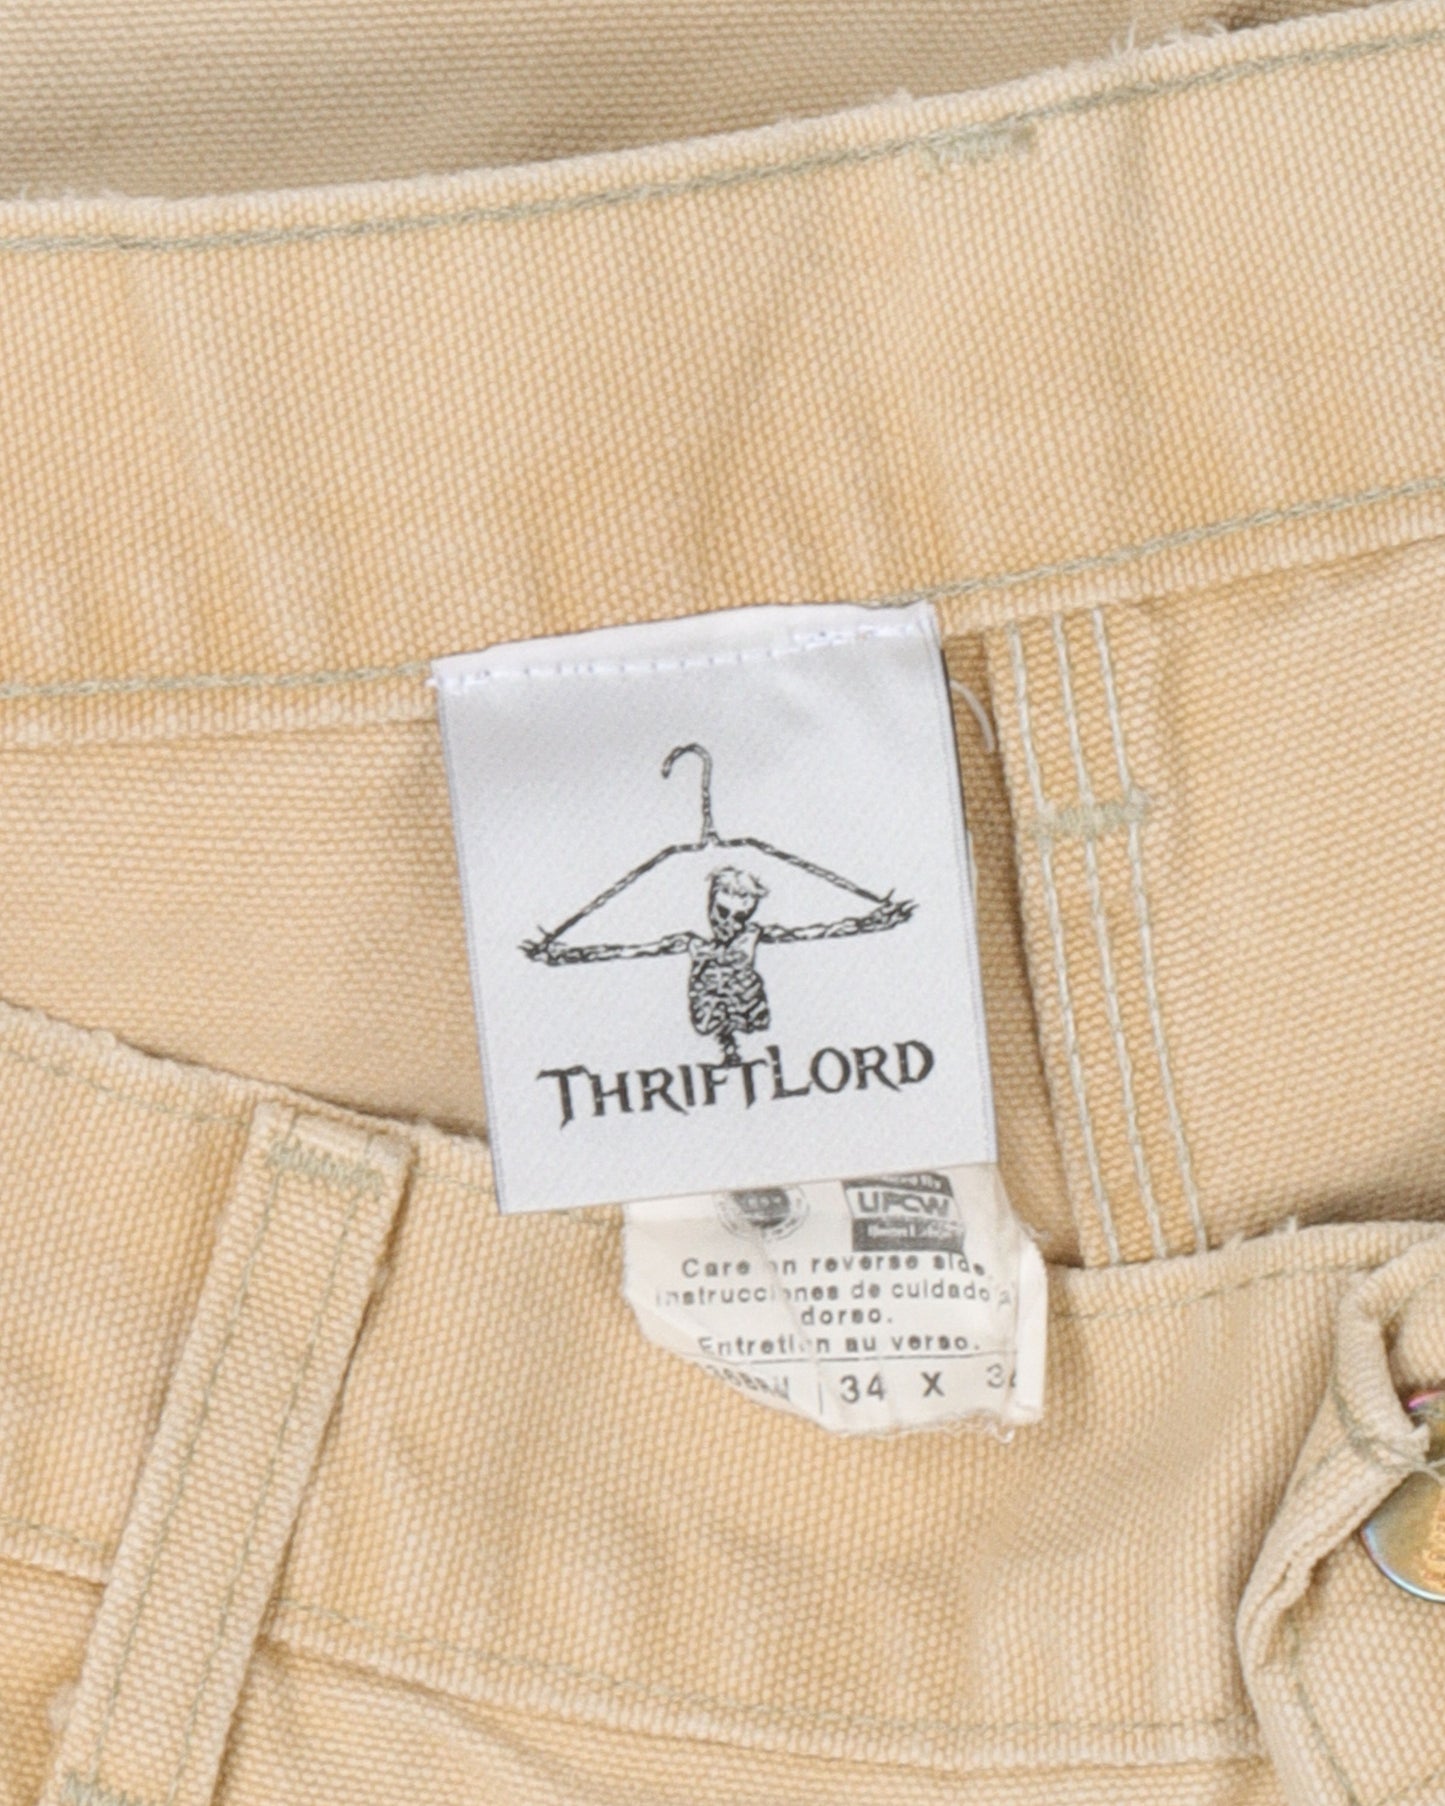 THRIFTLORD
UFCW
Care on reverse side
Instrucciones de cuidado al
dorso.
Entretien au verso.
34 X